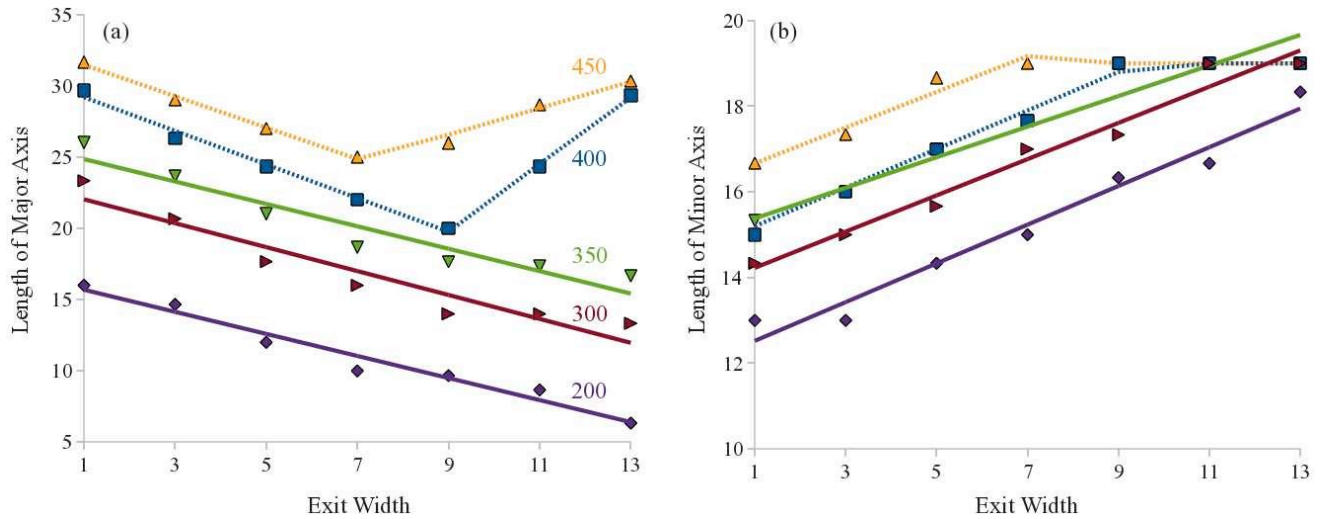 (a)
35
30
25
20
15
10
5
Length of Major Axis
450
400
350
300
200
1 3 5 7 9 11 13
Exit Width
(b)
20
18
16
14
12
10
Length of Minor Axis
1 3 5 7 9 11 13
Exit Width